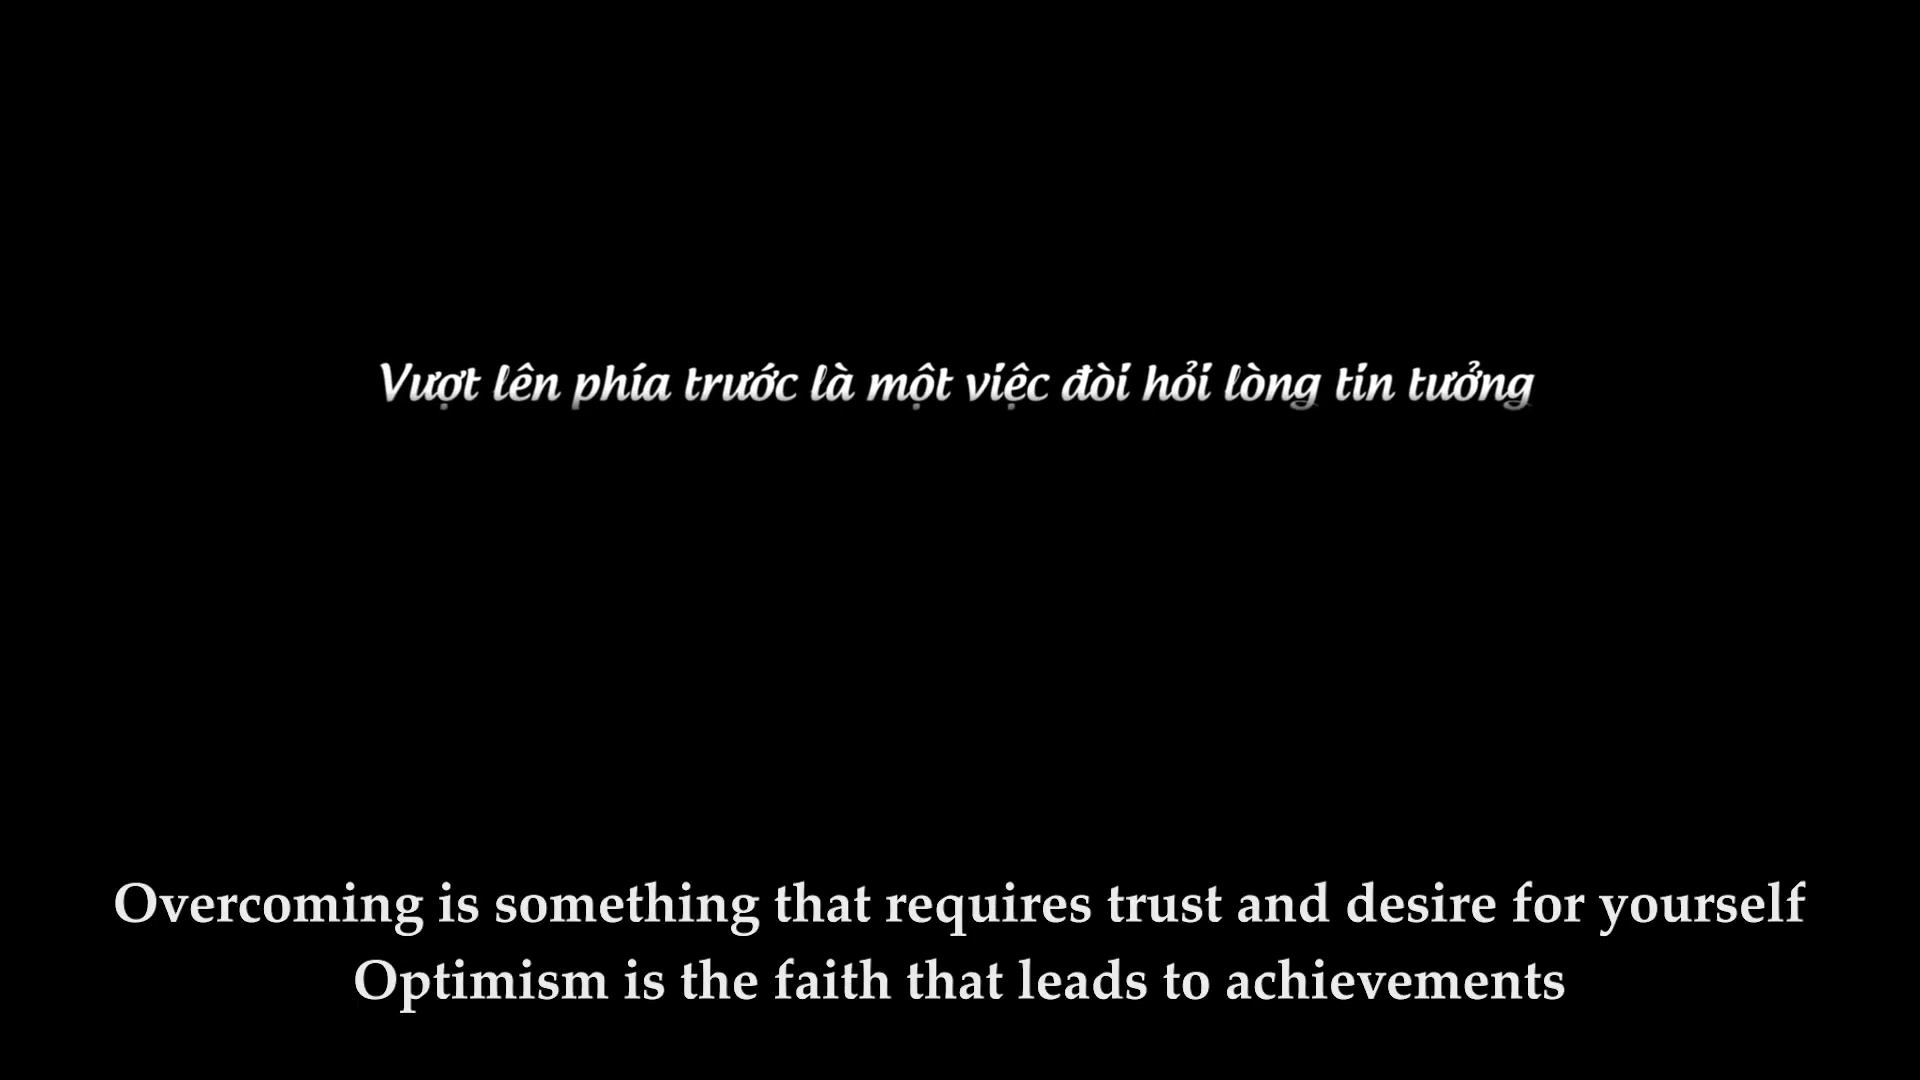 Vượt lên phía trước là một việc đòi hỏi lòng tin tưởng
Overcoming is something that requires trust and desire for yourself
Optimism is the faith that leads to achievements